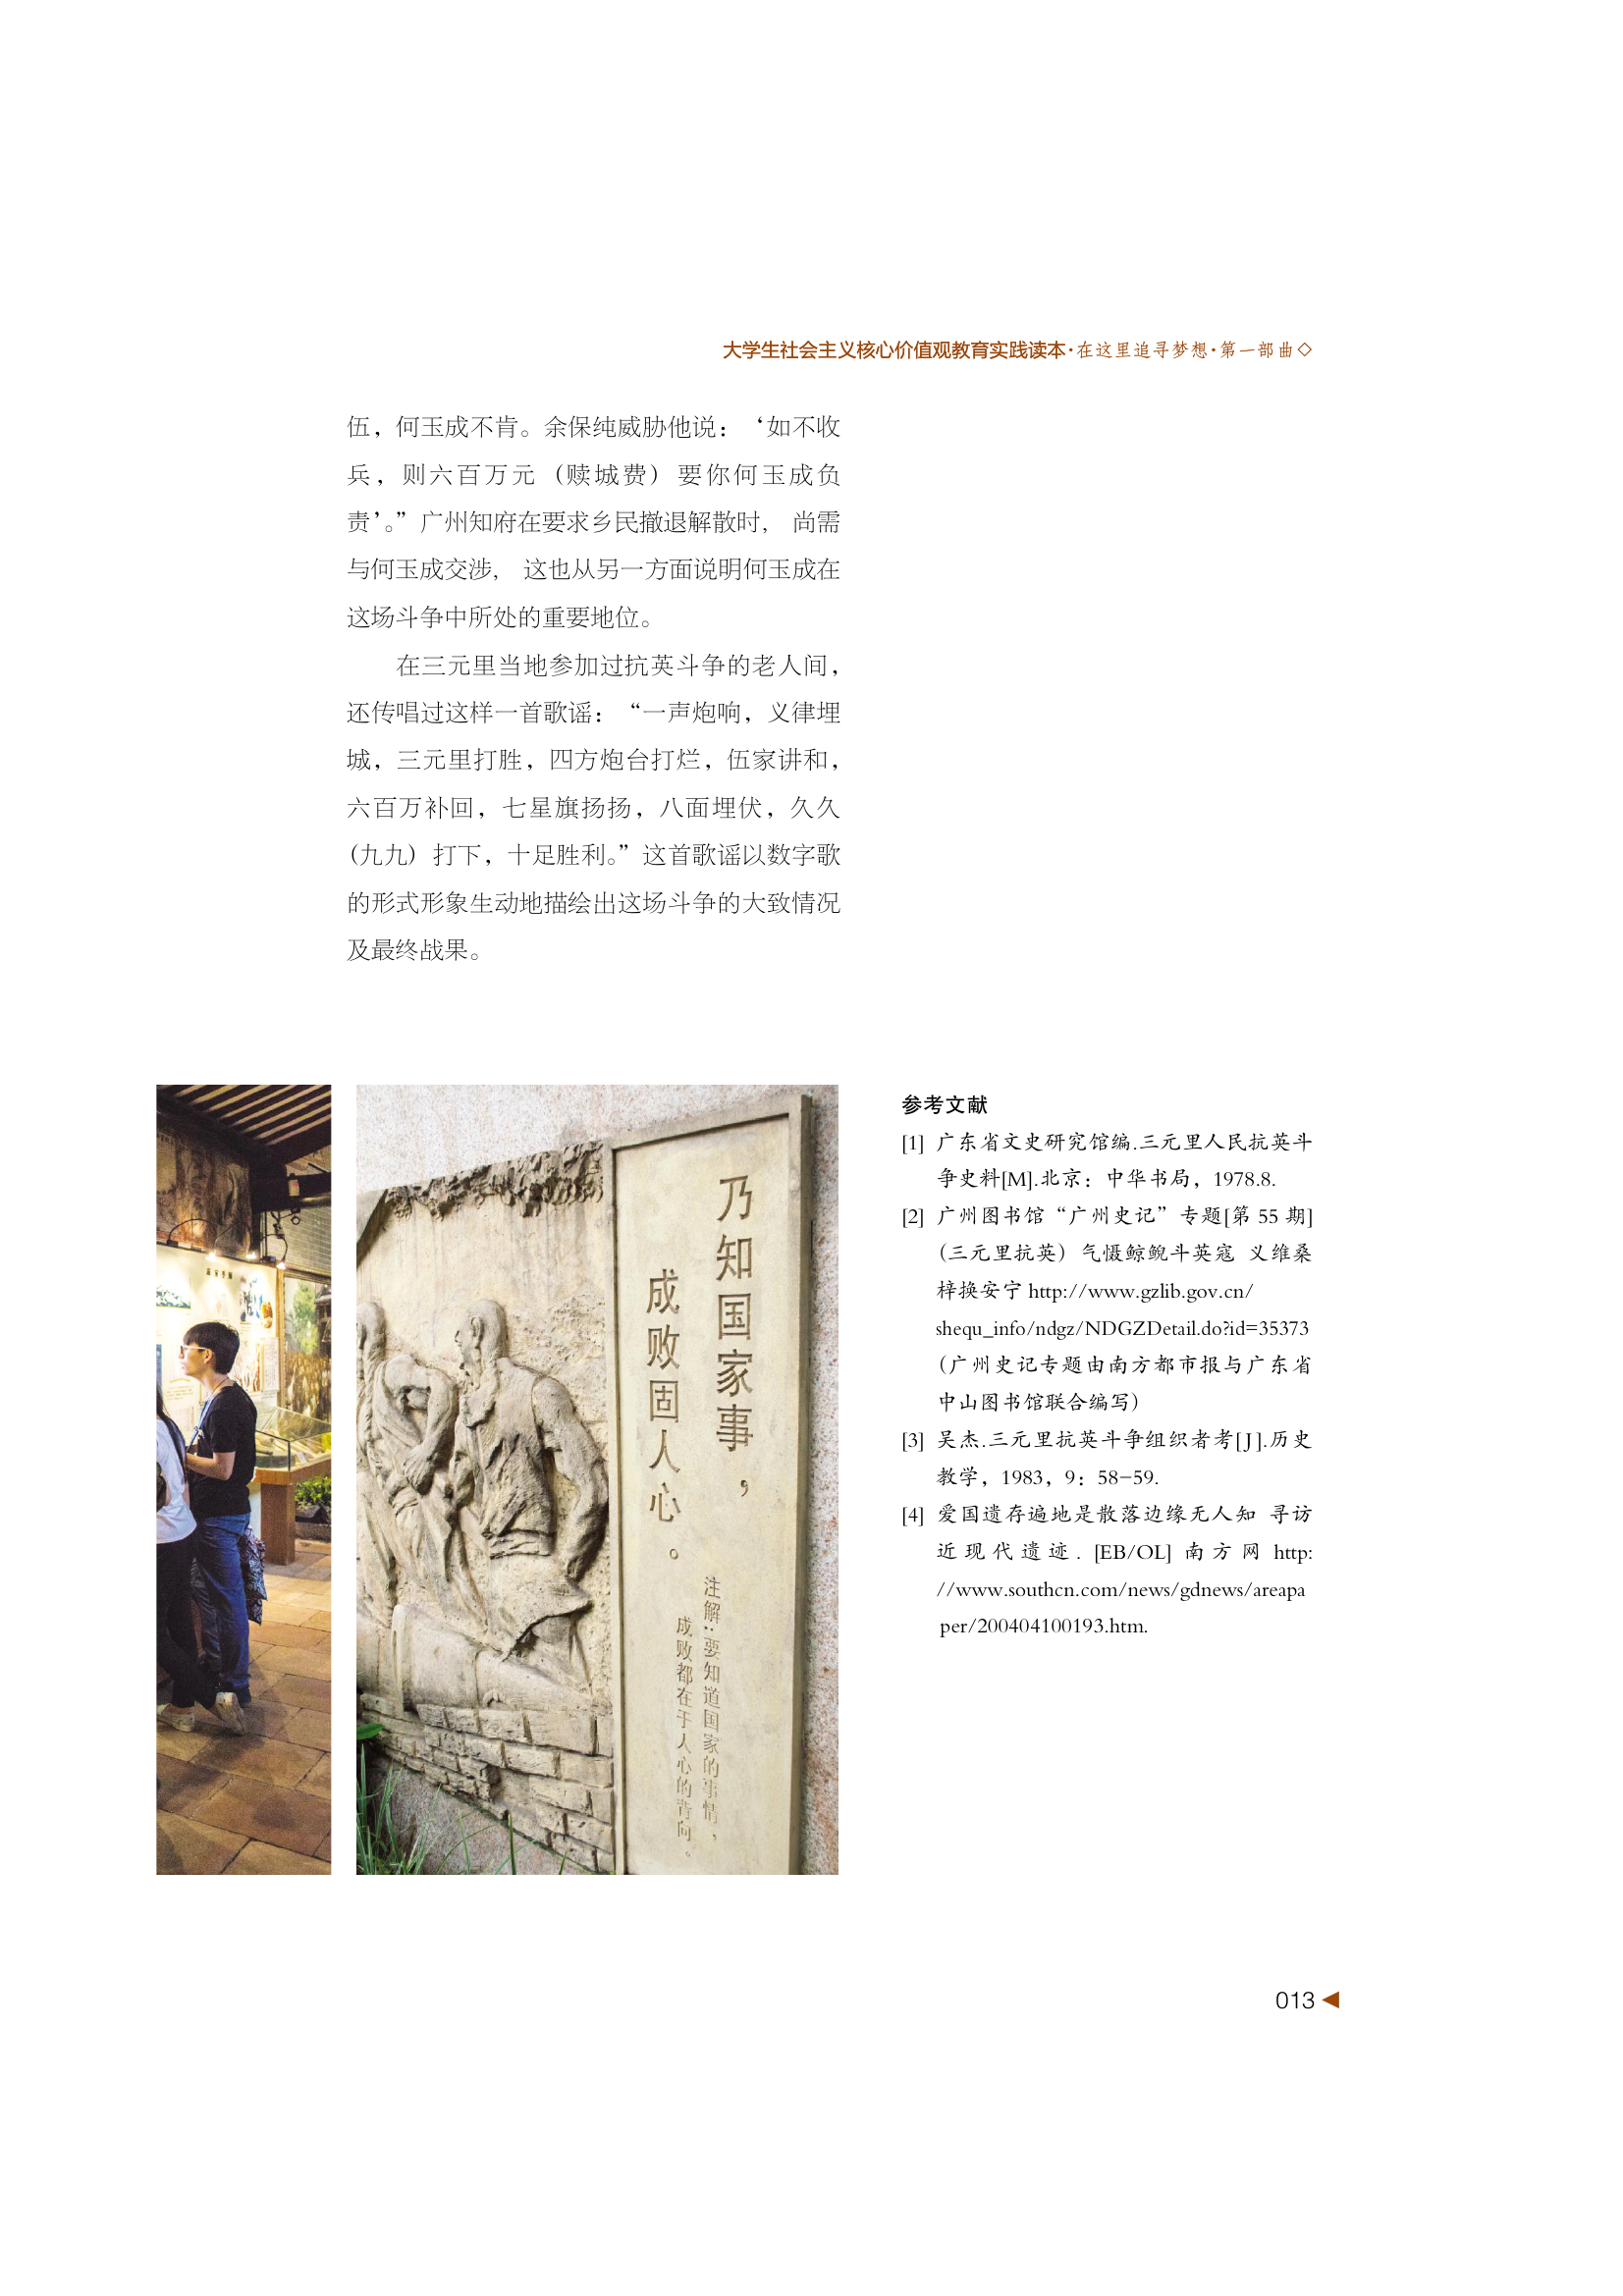 大学生社会主义核心价值观教育实践读本·在这里追寻梦想·第一部曲◇
伍，何玉成不肯。余保纯威胁他说：‘如不收
兵，则六百万元（赎城费）要你何玉成负
责’。”广州知府在要求乡民撤退解散时，尚需
与何玉成交涉，这也从另一方面说明何玉成在
这场斗争中所处的重要地位。
在三元里当地参加过抗英斗争的老人间，
还传唱过这样一首歌谣：“一声炮响，义律埋
城，三元里打胜，四方炮台打烂，伍家讲和，
六百万补回，七星旗扬扬，八面埋伏，久久
（九九）打下，十足胜利。”这首歌谣以数字歌
的形式形象生动地描绘出这场斗争的大致情况
及最终战果。
乃知国家事，
成败固人心。
注解：要知道国家的事情，
成败都在于人心的背向。
参考文献
[1] 广东省文史研究馆编.三元里人民抗英斗
争史料[M].北京：中华书局，1978.8.
[2] 广州图书馆“广州史记”专题[第 55 期]
（三元里抗英）气慑鲸鲵斗英寇 义维桑
梓换安宁 http://www.gzlib.gov.cn/
shequ_info/ndgz/NDGZDetail.do?id=35373
（广州史记专题由南方都市报与广东省
中山图书馆联合编写）
[3] 吴杰.三元里抗英斗争组织者考[J].历史
教学，1983，9：58-59.
[4] 爱国遗存遍地是散落边缘无人知 寻访
近现代遗迹. [EB/OL] 南方网 http:
//www.southcn.com/news/gdnews/areapa
per/200404100193.htm.
013